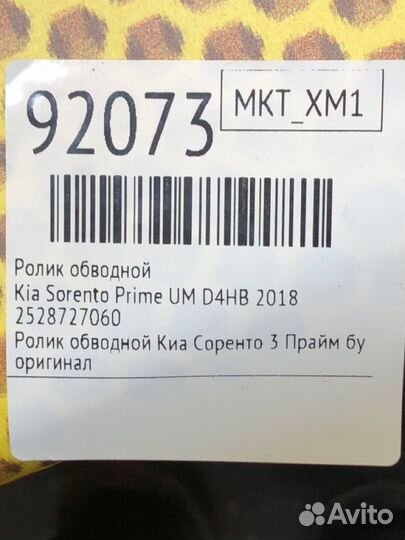 92073
MKT_XM1
Ролик обводной
Kia Sorento Prime UM D4HB 2018
2528727060
Ролик обводной Киа Соренто 3 Прайм бу
оригинал
Avito